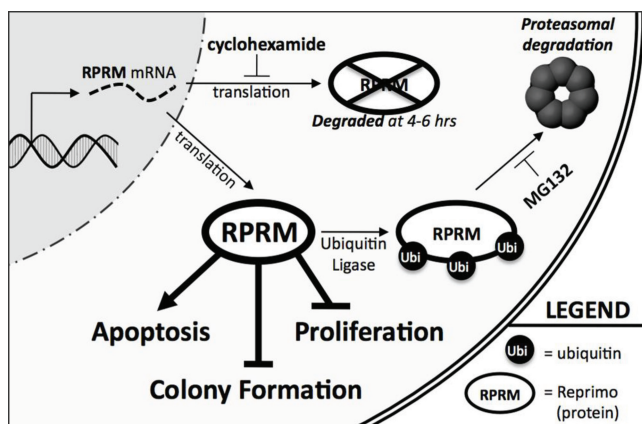 cyclohexamide
Proteasomal
degradation
RPRM mRNA
translation
RPRM
Degraded at 4-6 hrs
translation
MG132
RPRM
Ubiquitin
Ligase
RPRM
Ubi
Ubi
Ubi
Apoptosis
Proliferation
Colony Formation
LEGEND
Ubi = ubiquitin
RPRM = Reprimo
(protein)